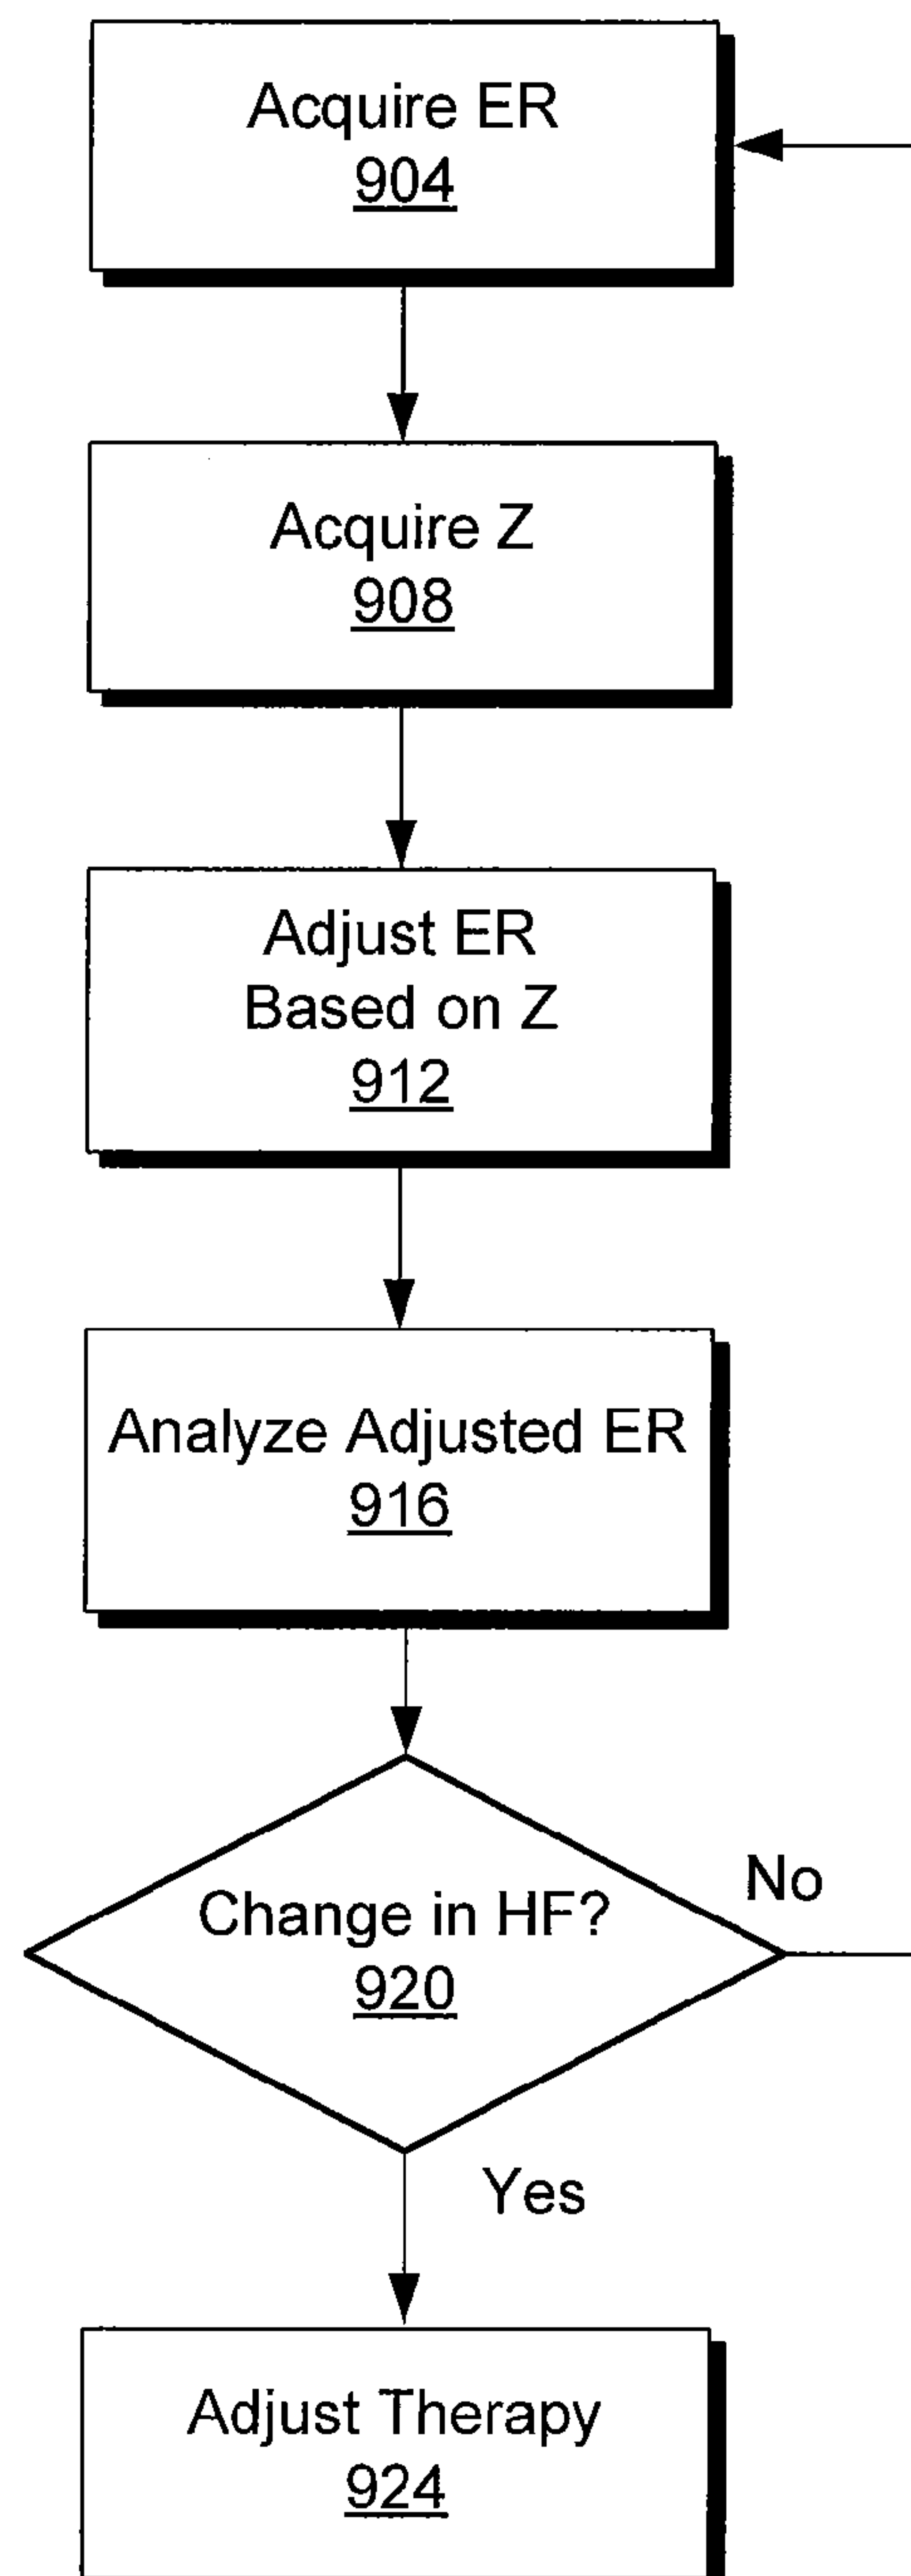 Acquire ER
904
Acquire Z
908
Adjust ER
Based on Z
912
Analyze Adjusted ER
916
Change in HF?
920
No
Yes
Adjust Therapy
924